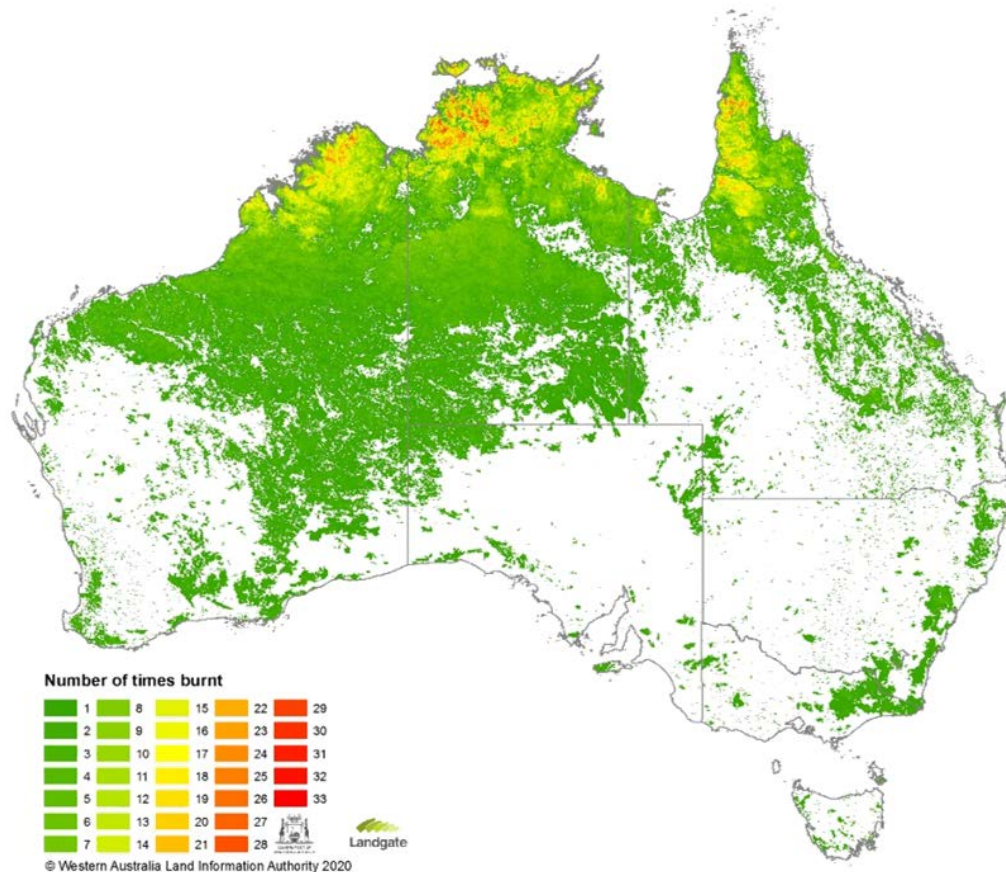 Number of times burnt
1 8 15 22 29
2 9 16 23 30
3 10 17 24 31
4 11 18 25 32
5 12 19 26 33
6 13 20 27
7 14 21 28
Landgate
© Western Australia Land Information Authority 2020